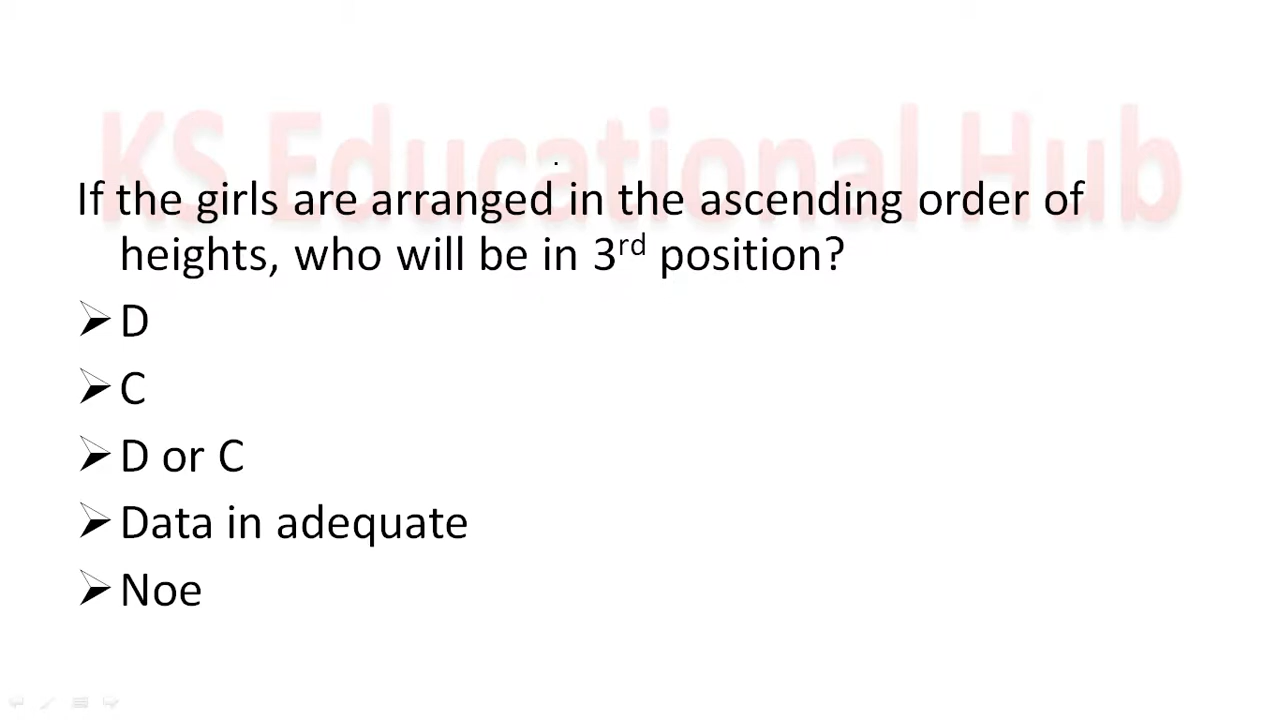 KS Educational Hub
If the girls are arranged in the ascending order of
heights, who will be in 3rd position?
D
C
D or C
Data in adequate
Noe